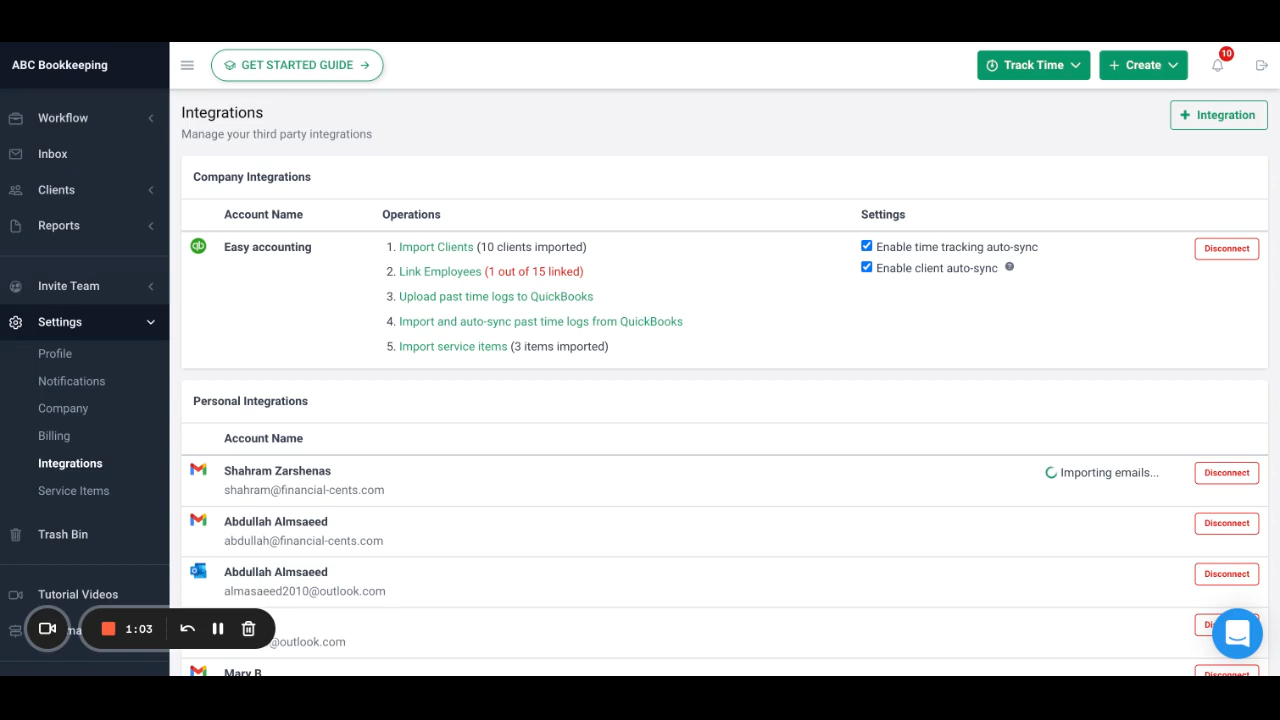 ABC Bookkeeping
GET STARTED GUIDE →
Track Time
+ Create
10
Workflow
Inbox
Clients
Reports
Invite Team
Settings
Profile
Notifications
Company
Billing
Integrations
Service Items
Trash Bin
Tutorial Videos
1:03
Integrations
Manage your third party integrations
+ Integration
Company Integrations
Account Name Operations Settings
qb Easy accounting
1. Import Clients (10 clients imported)
2. Link Employees (1 out of 15 linked)
3. Upload past time logs to QuickBooks
4. Import and auto-sync past time logs from QuickBooks
5. Import service items (3 items imported)
Enable time tracking auto-sync
Enable client auto-sync ?
Disconnect
Personal Integrations
Account Name
Shahram Zarshenas
shahram@financial-cents.com
Importing emails...
Disconnect
Abdullah Almsaeed
abdullah@financial-cents.com
Disconnect
Abdullah Almsaeed
almasaeed2010@outlook.com
Disconnect
@outlook.com
Mary B
Disconnect